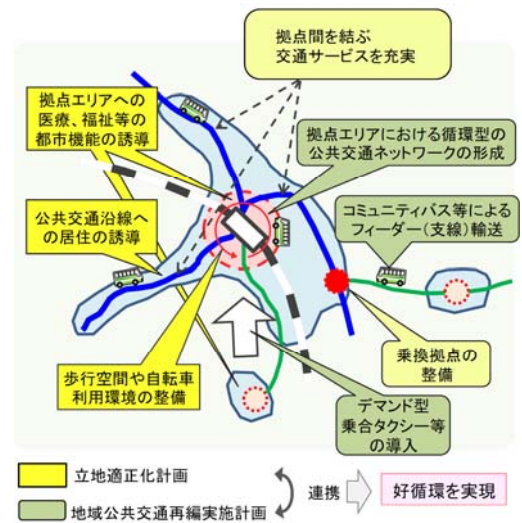 拠点間を結ぶ
交通サービスを充実
拠点エリアへの
医療、福祉等の
都市機能の誘導
拠点エリアにおける循環型の
公共交通ネットワークの形成
公共交通沿線へ
の居住の誘導
コミュニティバス等による
フィーダー(支線)輸送
歩行空間や自転車
利用環境の整備
乗換拠点の
整備
デマンド型
乗合タクシー等
の導入
立地適正化計画
地域公共交通再編実施計画
連携
好循環を実現